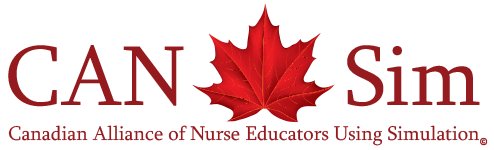 CAN Sim
Canadian Alliance of Nurse Educators Using Simulation©